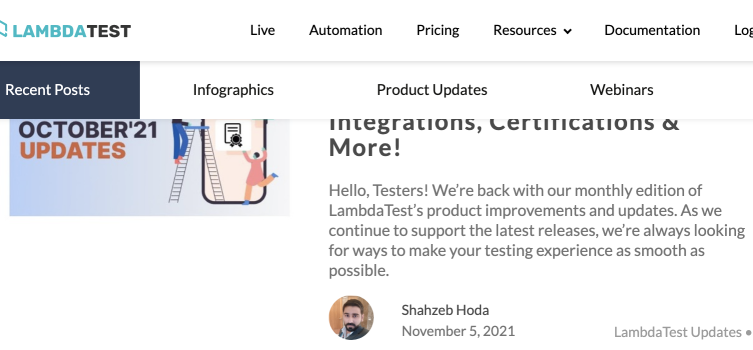 LAMBDATEST
Live Automation Pricing Resources Documentation
Recent Posts Infographics Product Updates Webinars
OCTOBER'21
UPDATES
Integrations, Certifications &
More!
Hello, Testers! We’re back with our monthly edition of
LambdaTest’s product improvements and updates. As we
continue to support the latest releases, we’re always looking
for ways to make your testing experience as smooth as
possible.
Shahzeb Hoda
November 5, 2021
LambdaTest Updates •